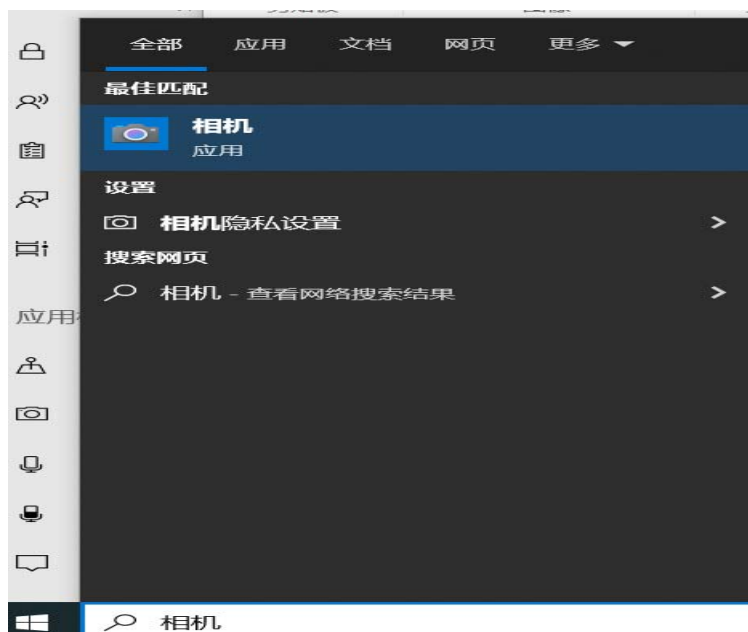 全部 应用 文档 网页 更多
最佳匹配
相机
应用
设置
相机隐私设置
搜索网页
相机 - 查看网络搜索结果
应用
相机